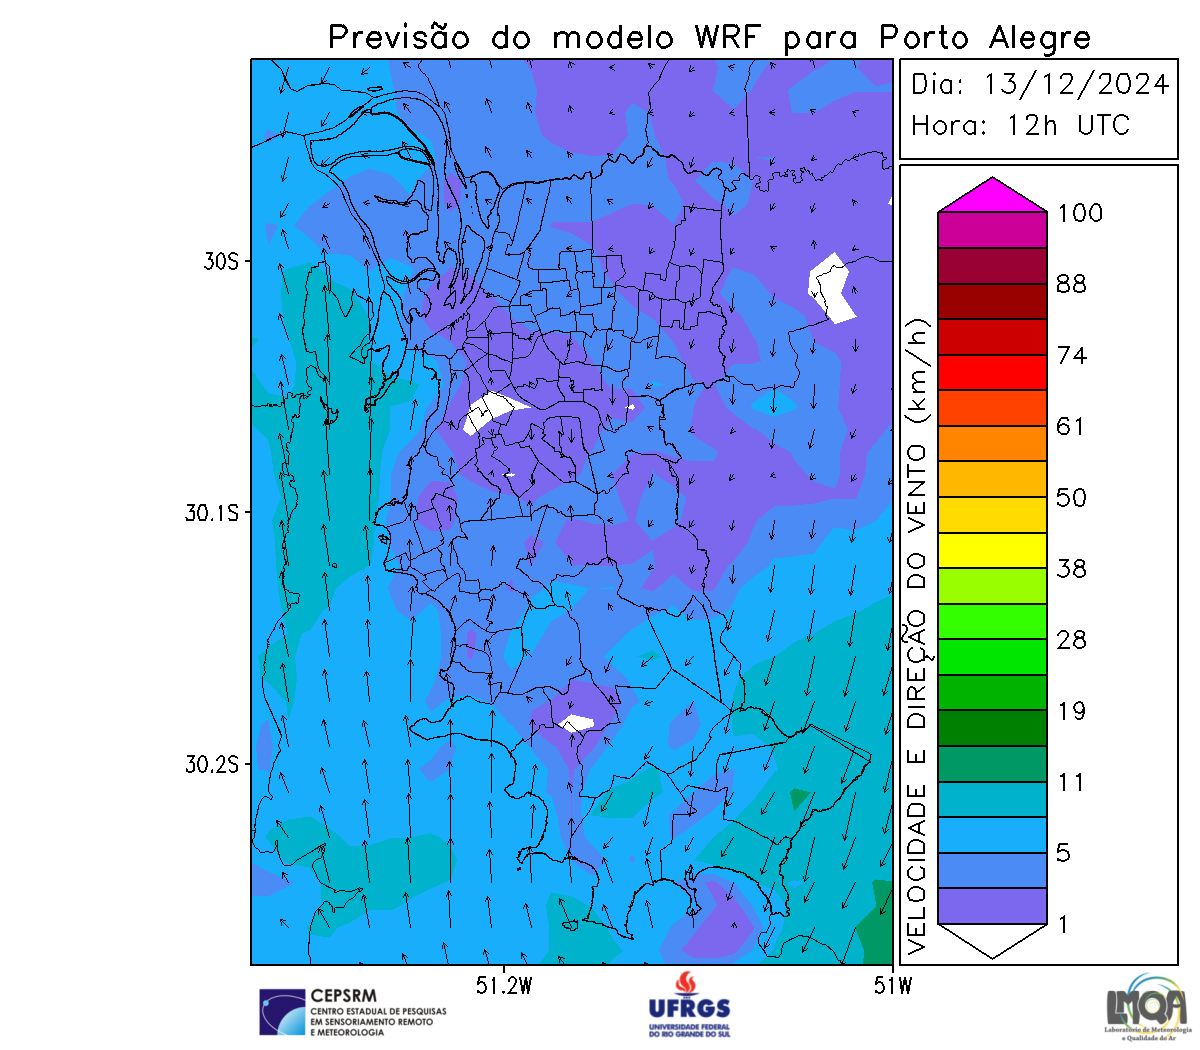 Previsão do modelo WRF para Porto Alegre
Dia: 13/12/2024
Hora: 12h UTC
30S
30.1S
30.2S
51.2W
51W
VELOCIDADE E DIREÇÃO DO VENTO (km/h)
100
88
74
61
50
38
28
19
11
5
1
CEPSRM
CENTRO ESTADUAL DE PESQUISAS
EM SENSORIAMENTO REMOTO
E METEOROLOGIA
UFRGS
UNIVERSIDADE FEDERAL
DO RIO GRANDE DO SUL
LMQA
Laboratório de Meteorologia
e Qualidade do Ar